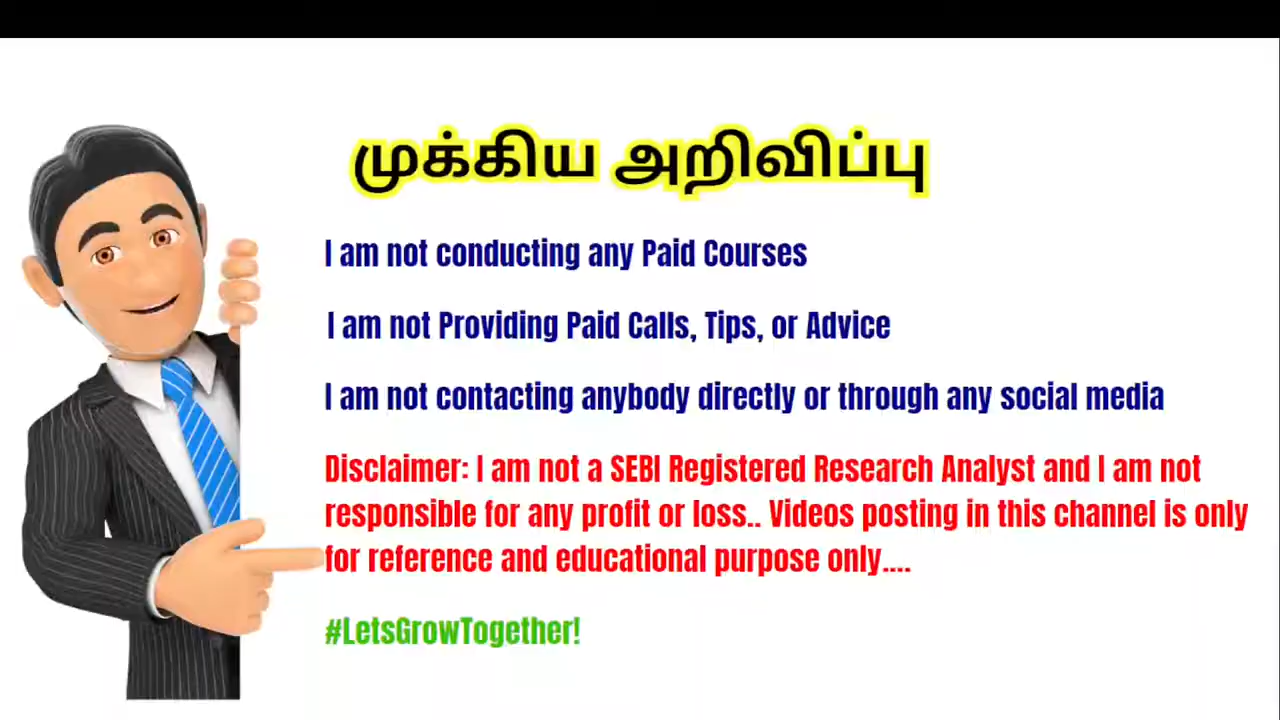 முக்கிய அறிவிப்பு
I am not conducting any Paid Courses
I am not Providing Paid Calls, Tips, or Advice
I am not contacting anybody directly or through any social media
Disclaimer: I am not a SEBI Registered Research Analyst and I am not
responsible for any profit or loss.. Videos posting in this channel is only
for reference and educational purpose only....
#LetsGrowTogether!